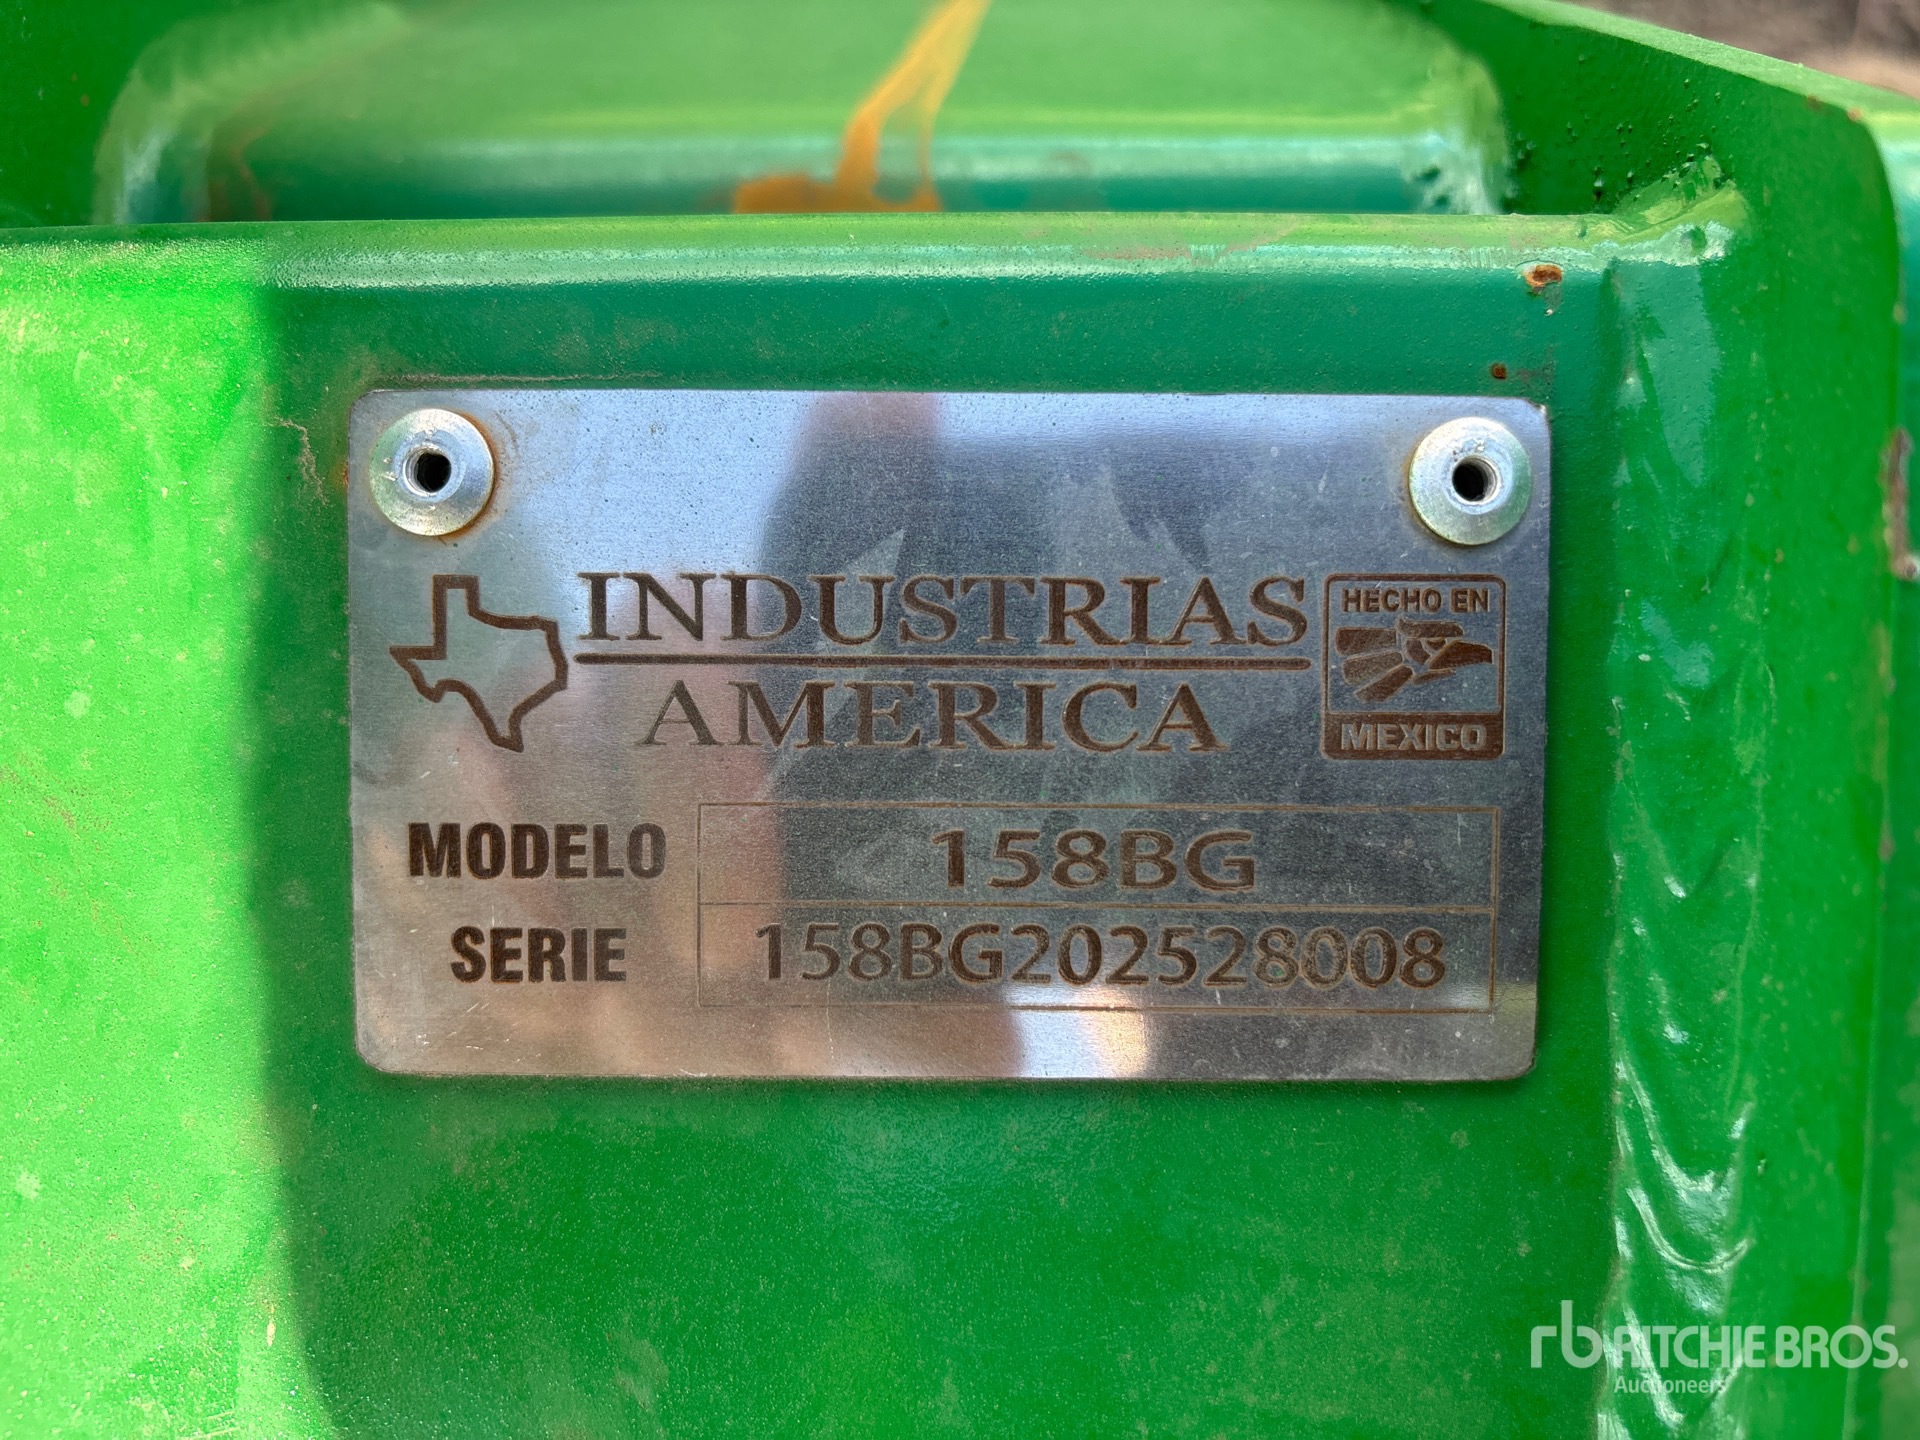 INDUSTRIAS
AMERICA
HECHO EN
MEXICO
MODELO 158BG
SERIE 158BG202528008
rb RITCHIE BROS.
Auctioneers